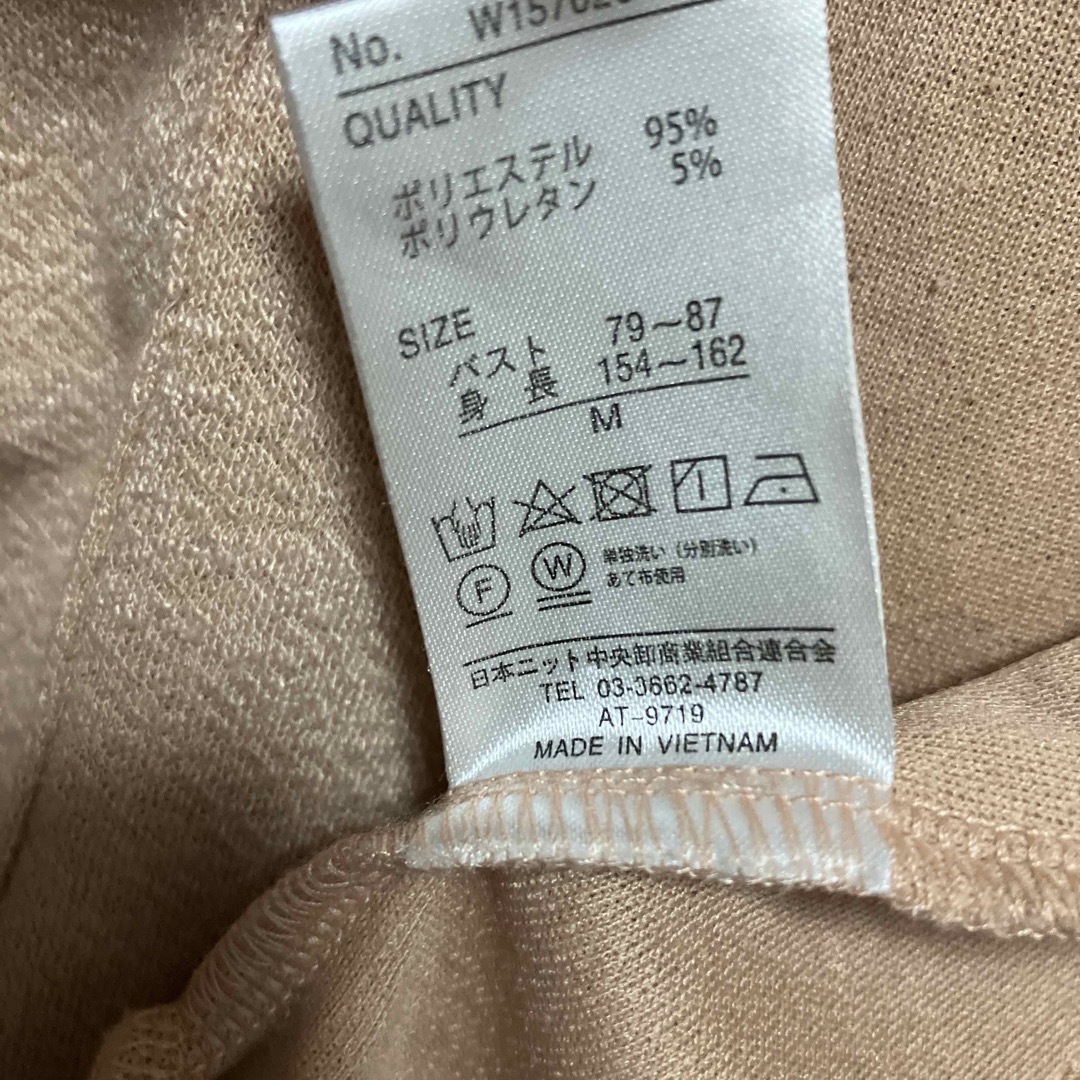 No.
QUALITY
ポリエステル 95%
ポリウレタン 5%
SIZE
バスト 79～87
身長 154～162
M
F W 単独洗い（分別洗い）
あて布使用
日本ニット中央卸商業組合連合会
TEL 03-3662-4787
AT-9719
MADE IN VIETNAM